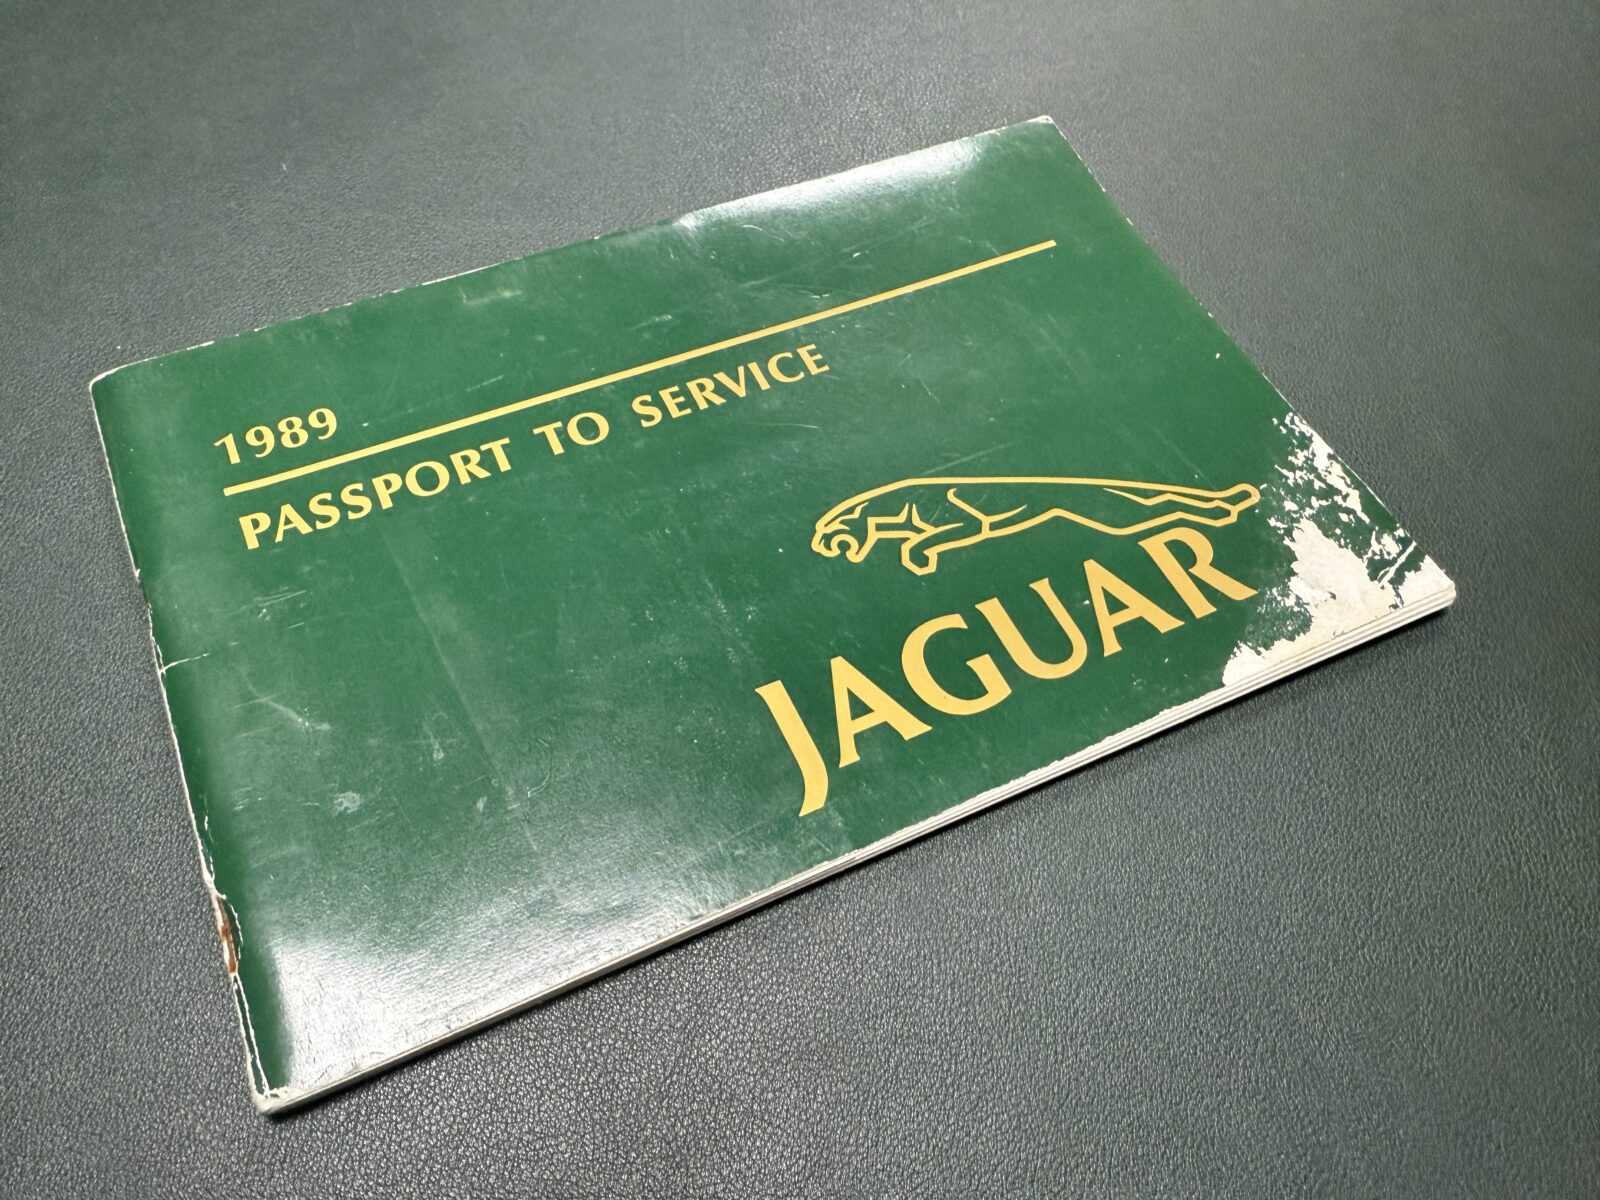 1989
PASSPORT TO SERVICE
JAGUAR